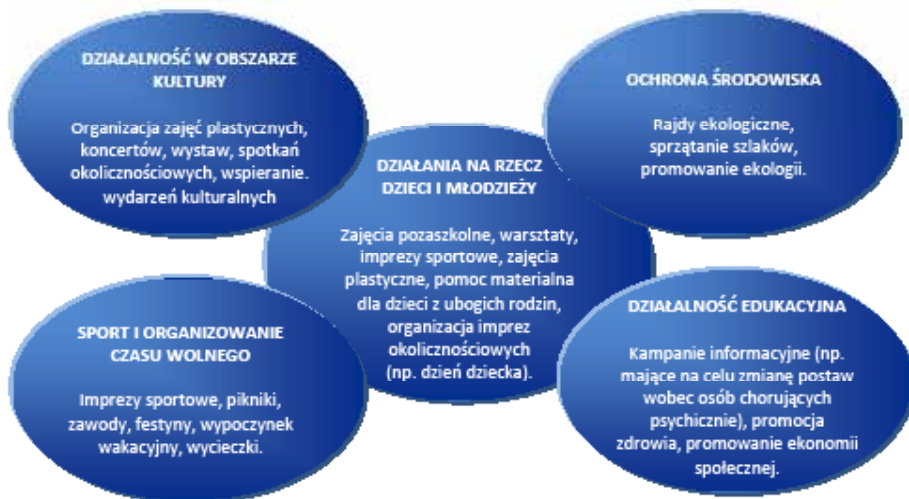 DZIAŁALNOŚĆ W OBSZARZE
KULTURY
Organizacja zajęć plastycznych,
koncertów, wystaw, spotkań
okolicznościowych, wspieranie.
wydarzeń kulturalnych
OCHRONA ŚRODOWISKA
Rajdy ekologiczne,
sprzątanie szlaków,
promowanie ekologii.
DZIAŁANIA NA RZECZ
DZIECI I MŁODZIEŻY
Zajęcia pozaszkolne, warsztaty,
imprezy sportowe, zajęcia
plastyczne, pomoc materialna
dla dzieci z ubogich rodzin,
organizacja imprez
okolicznościowych
(np. dzień dziecka).
SPORT I ORGANIZOWANIE
CZASU WOLNEGO
Imprezy sportowe, pikniki,
zawody, festyny, wypoczynek
wakacyjny, wycieczki.
DZIAŁALNOŚĆ EDUKACYJNA
Kampanie informacyjne (np.
mające na celu zmianę postaw
wobec osób chorujących
psychicznie), promocja
zdrowia, promowanie ekonomii
społecznej.